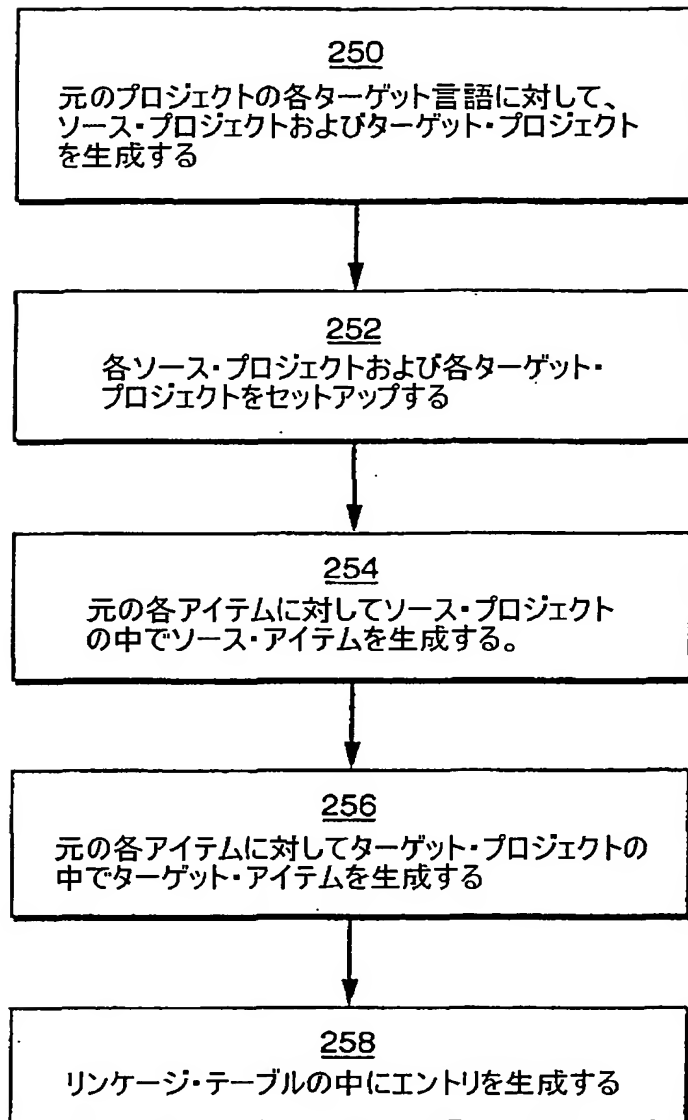 250
元のプロジェクトの各ターゲット言語に対して、
ソース・プロジェクトおよびターゲット・プロジェクト
を生成する
252
各ソース・プロジェクトおよび各ターゲット・
プロジェクトをセットアップする
254
元の各アイテムに対してソース・プロジェクト
の中でソース・アイテムを生成する。
256
元の各アイテムに対してターゲット・プロジェクトの
中でターゲット・アイテムを生成する
258
リンケージ・テーブルの中にエントリを生成する